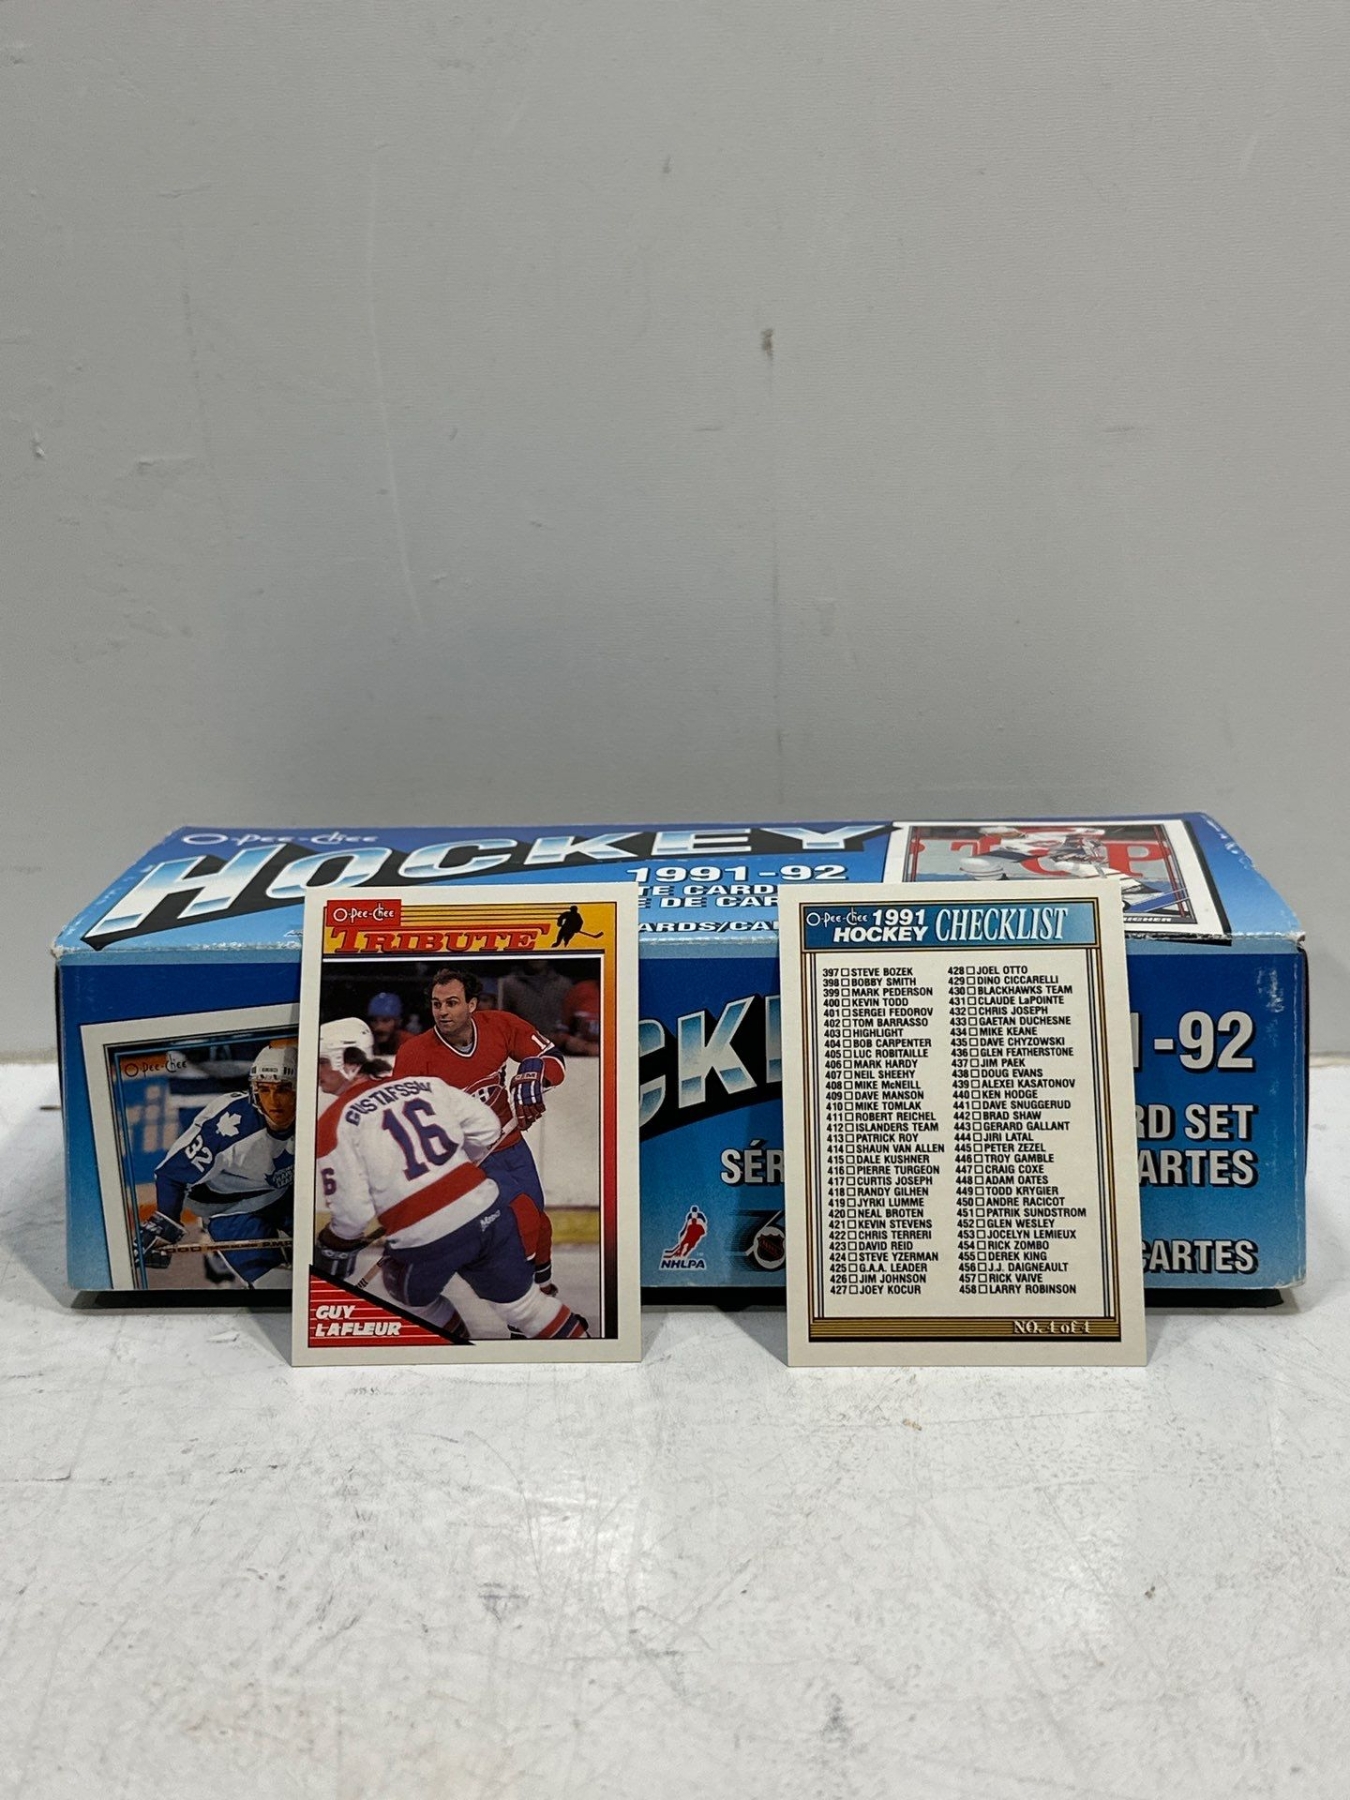 O-Pee-Chee
HOCKEY
1991-92
TE CARD
E DE CAR
ARDS/CA
O-Pee-Chee
32
CK
1-92
RD SET
SÉR
ARTES
NHLPA
CARTES
O-Pee-Chee
TRIBUTE
GUSTAFSSON
16
GUY
LAFLEUR
O-Pee-Chee 1991
HOCKEY CHECKLIST
397 STEVE BOZEK
398 BOBBY SMITH
399 MARK PEDERSON
400 KEVIN TODD
401 SERGEI FEDOROV
402 TOM BARRASSO
403 HIGHLIGHT
404 BOB CARPENTER
405 LUC ROBITAILLE
406 MARK HARDY
407 NEIL SHEEHY
408 MIKE McNEILL
409 DAVE MANSON
410 MIKE TOMLAK
411 ROBERT REICHEL
412 ISLANDERS TEAM
413 PATRICK ROY
414 SHAUN VAN ALLEN
415 DALE KUSHNER
416 PIERRE TURGEON
417 CURTIS JOSEPH
418 RANDY GILHEN
419 JYRKI LUMME
420 NEAL BROTEN
421 KEVIN STEVENS
422 CHRIS TERRERI
423 DAVID REID
424 STEVE YZERMAN
425 G.A.A. LEADER
426 JIM JOHNSON
427 JOEY KOCUR
428 JOEL OTTO
429 DINO CICCARELLI
430 BLACKHAWKS TEAM
431 CLAUDE LaPOINTE
432 CHRIS JOSEPH
433 GAETAN DUCHESNE
434 MIKE KEANE
435 DAVE CHYZOWSKI
436 GLEN FEATHERSTONE
437 JIM PAEK
438 DOUG EVANS
439 ALEXEI KASATONOV
440 KEN HODGE
441 DAVE SNUGGERUD
442 BRAD SHAW
443 GERARD GALLANT
444 JIRI LATAL
445 PETER ZEZEL
446 TROY GAMBLE
447 CRAIG COXE
448 ADAM OATES
449 TODD KRYGIER
450 ANDRE RACICOT
451 PATRIK SUNDSTROM
452 GLEN WESLEY
453 JOCELYN LEMIEUX
454 RICK ZOMBO
455 DEREK KING
456 J.J. DAIGNEAULT
457 RICK VAIVE
458 LARRY ROBINSON
NO. 4 of 4